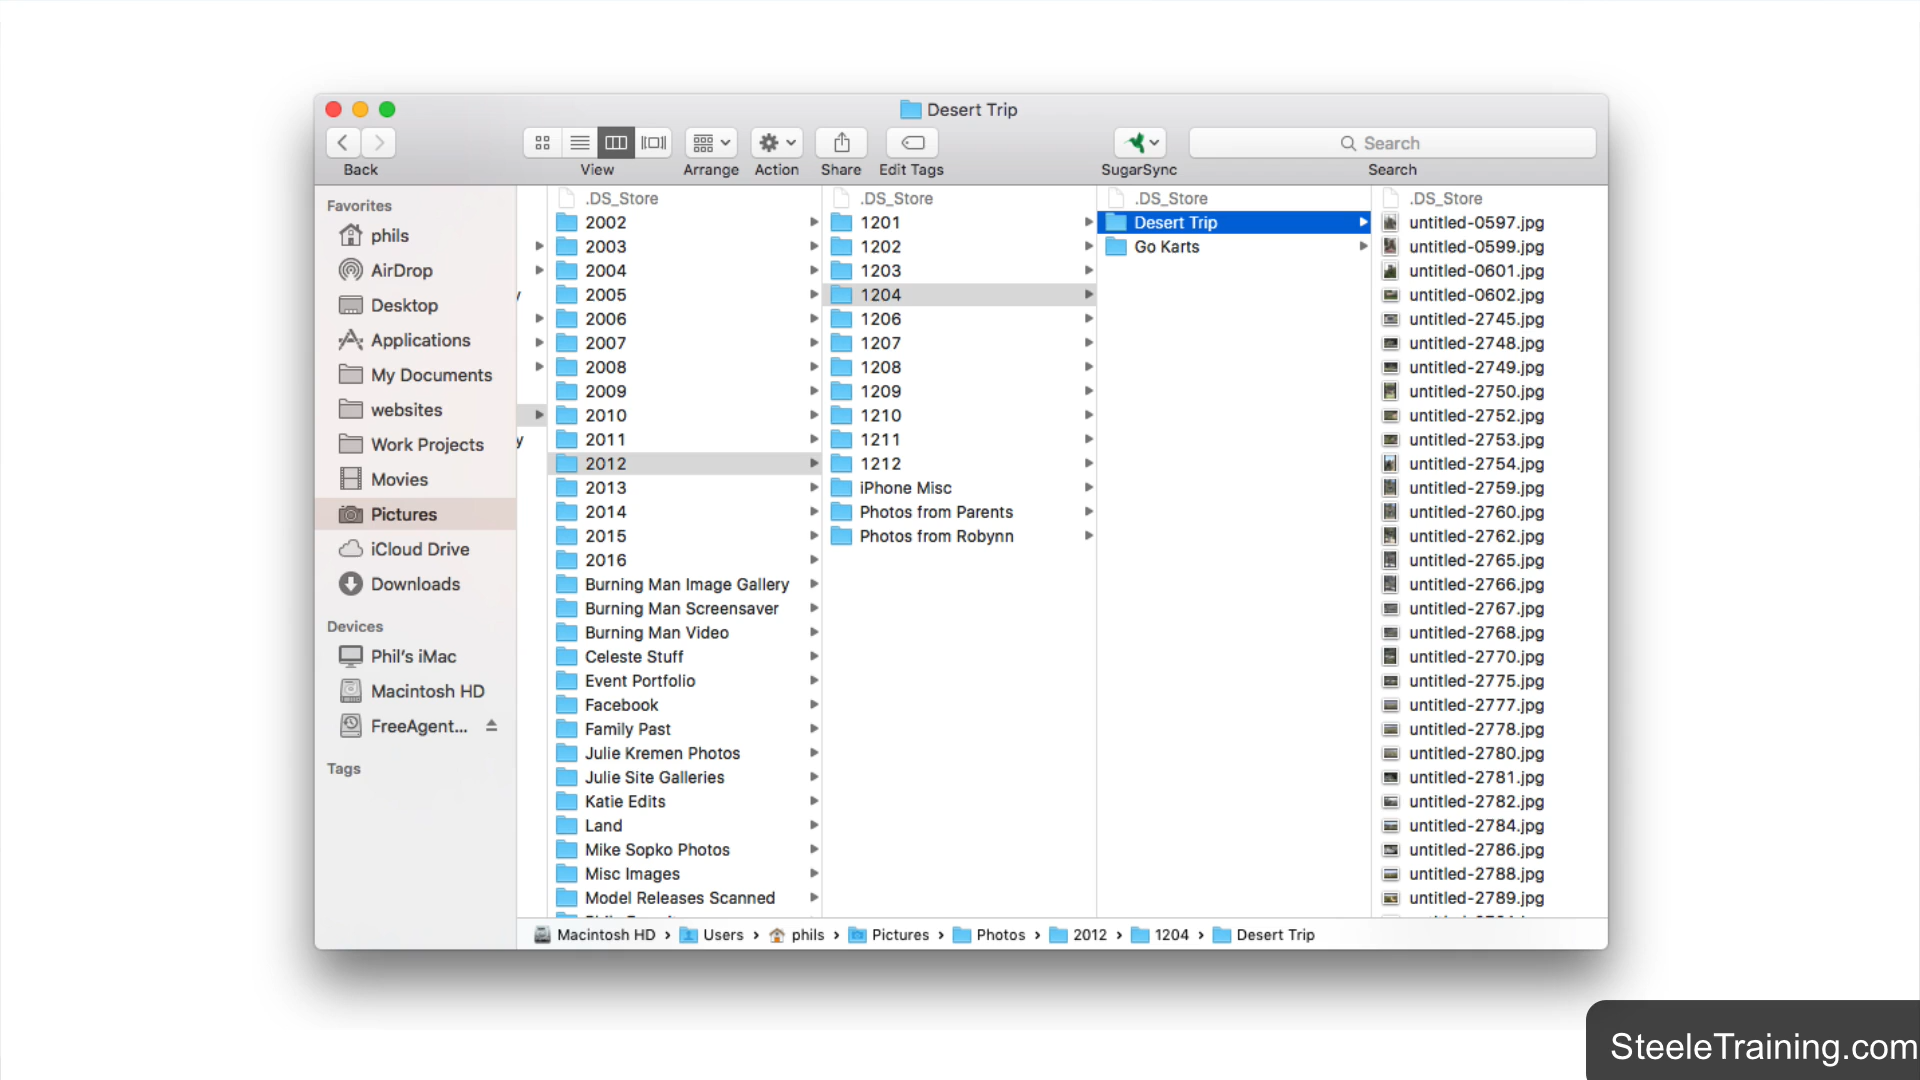 Desert Trip
Back
View
Arrange
Action
Share
Edit Tags
SugarSync
Search
Search
Favorites
phils
AirDrop
Desktop
Applications
My Documents
websites
Work Projects
Movies
Pictures
iCloud Drive
Downloads
Devices
Phil's iMac
Macintosh HD
FreeAgent...
Tags
y
y
.DS_Store
2002
2003
2004
2005
2006
2007
2008
2009
2010
2011
2012
2013
2014
2015
2016
Burning Man Image Gallery
Burning Man Screensaver
Burning Man Video
Celeste Stuff
Event Portfolio
Facebook
Family Past
Julie Kremen Photos
Julie Site Galleries
Katie Edits
Land
Mike Sopko Photos
Misc Images
Model Releases Scanned
.DS_Store
1201
1202
1203
1204
1206
1207
1208
1209
1210
1211
1212
iPhone Misc
Photos from Parents
Photos from Robynn
.DS_Store
Desert Trip
Go Karts
.DS_Store
untitled-0597.jpg
untitled-0599.jpg
untitled-0601.jpg
untitled-0602.jpg
untitled-2745.jpg
untitled-2748.jpg
untitled-2749.jpg
untitled-2750.jpg
untitled-2752.jpg
untitled-2753.jpg
untitled-2754.jpg
untitled-2759.jpg
untitled-2760.jpg
untitled-2762.jpg
untitled-2765.jpg
untitled-2766.jpg
untitled-2767.jpg
untitled-2768.jpg
untitled-2770.jpg
untitled-2775.jpg
untitled-2777.jpg
untitled-2778.jpg
untitled-2780.jpg
untitled-2781.jpg
untitled-2782.jpg
untitled-2784.jpg
untitled-2786.jpg
untitled-2788.jpg
untitled-2789.jpg
Macintosh HD › Users › phils › Pictures › Photos › 2012 › 1204 › Desert Trip
SteeleTraining.com